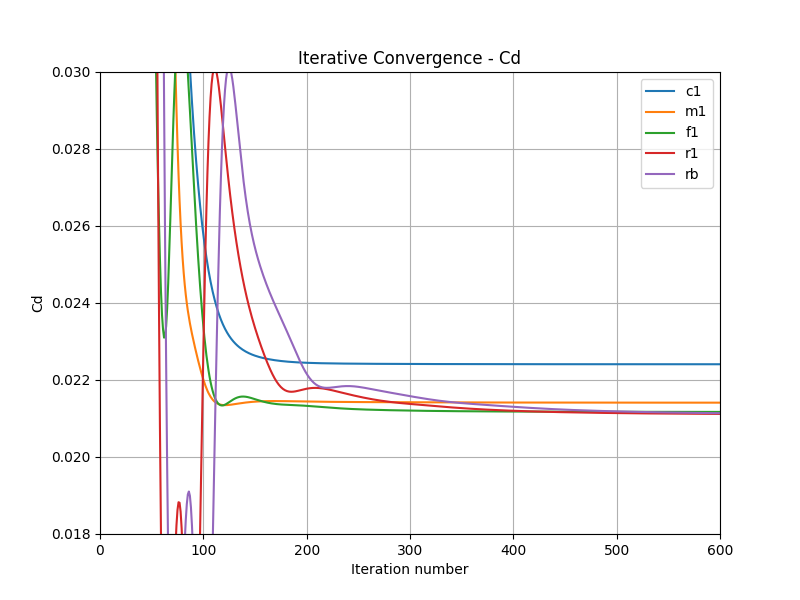 Iterative Convergence - Cd
0.030
0.028
0.026
0.024
0.022
0.020
0.018
Cd
c1
m1
f1
r1
rb
0 100 200 300 400 500 600
Iteration number